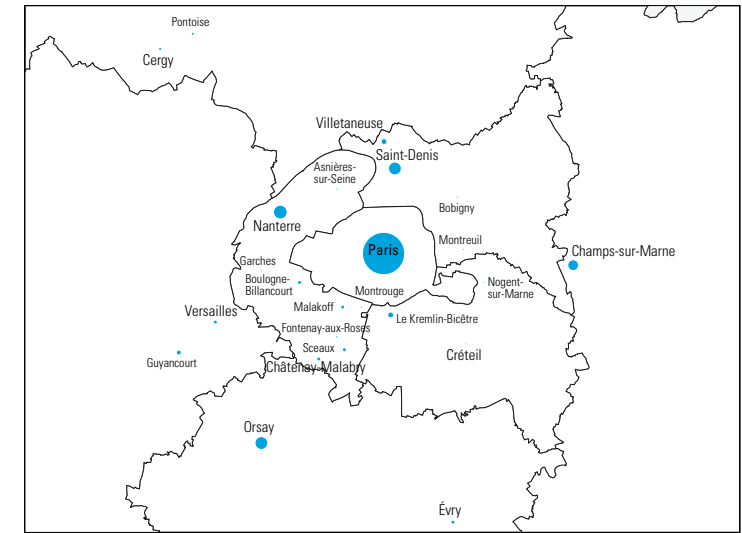 Pontoise
Cergy
Villetaneuse
Saint-Denis
Asnières-
sur-Seine
Bobigny
Nanterre
Montreuil
Paris
Champs-sur-Marne
Garches
Boulogne-
Billancourt
Nogent-
sur-Marne
Montrouge
Malakoff
Versailles
Le Kremlin-Bicêtre
Fontenay-aux-Roses
Sceaux
Créteil
Guyancourt
Châtenay-Malabry
Orsay
Évry